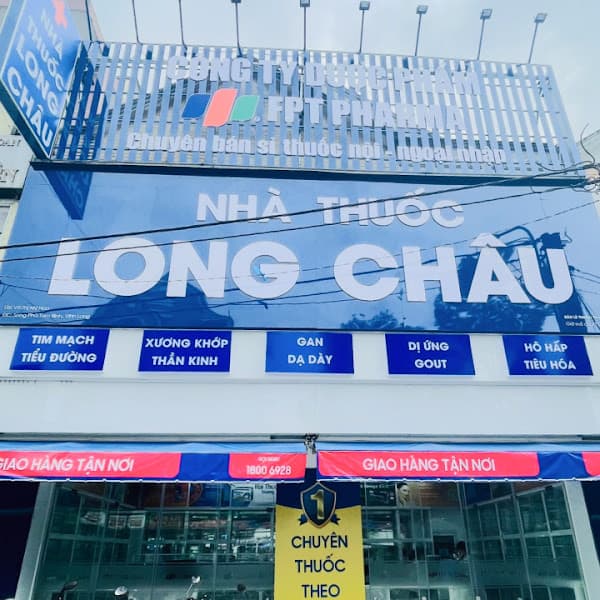 NHÀ THUỐC
LONG CHÂU
CÔNG TY DƯỢC PHẨM
FPT PHARMA
Chuyên bán sỉ thuốc nội, ngoại nhập
NHÀ THUỐC
LONG CHÂU
TIM MẠCH
TIỂU ĐƯỜNG
XƯƠNG KHỚP
THẦN KINH
GAN
DẠ DÀY
DỊ ỨNG
GOUT
HÔ HẤP
TIÊU HÓA
GIAO HÀNG TẬN NƠI
1800 6928
GIAO HÀNG TẬN NƠI
1
CHUYÊN
THUỐC
THEO